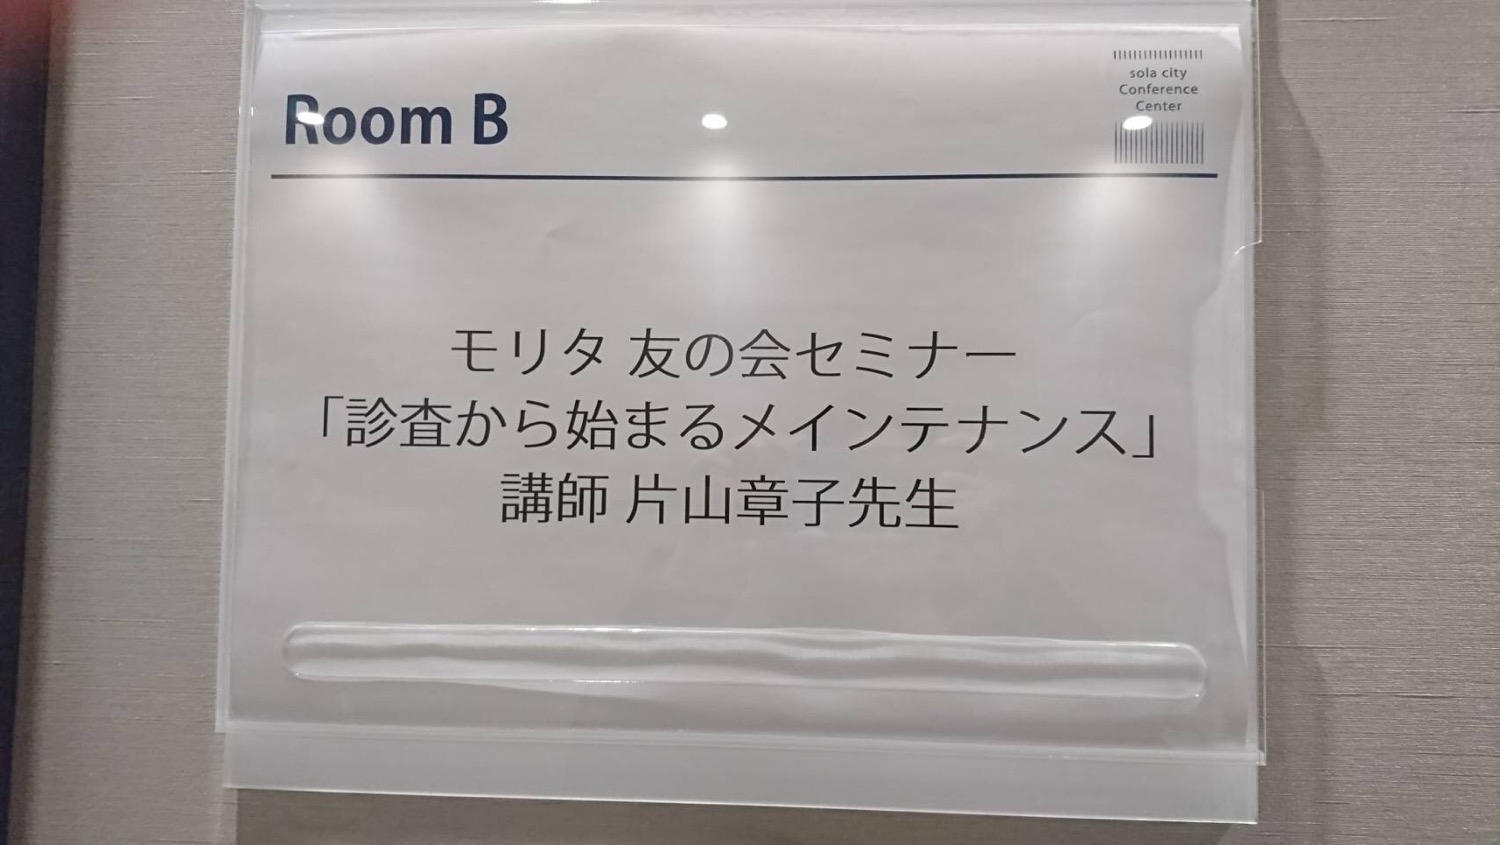 Room B
sola city
Conference
Center
モリタ 友の会セミナー
「診査から始まるメインテナンス」
講師 片山章子先生